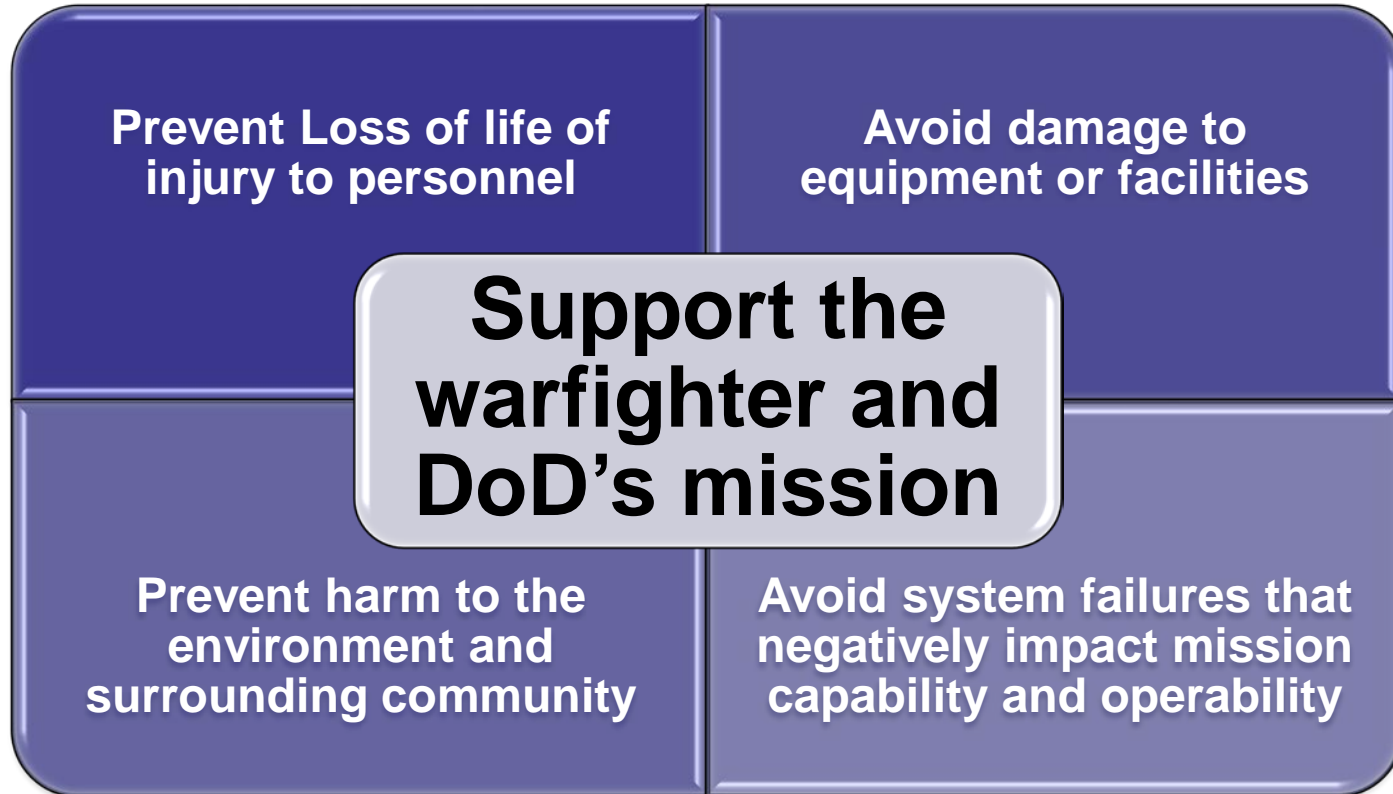 Prevent Loss of life of
injury to personnel
Avoid damage to
equipment or facilities
Support the
warfighter and
DoD’s mission
Prevent harm to the
environment and
surrounding community
Avoid system failures that
negatively impact mission
capability and operability